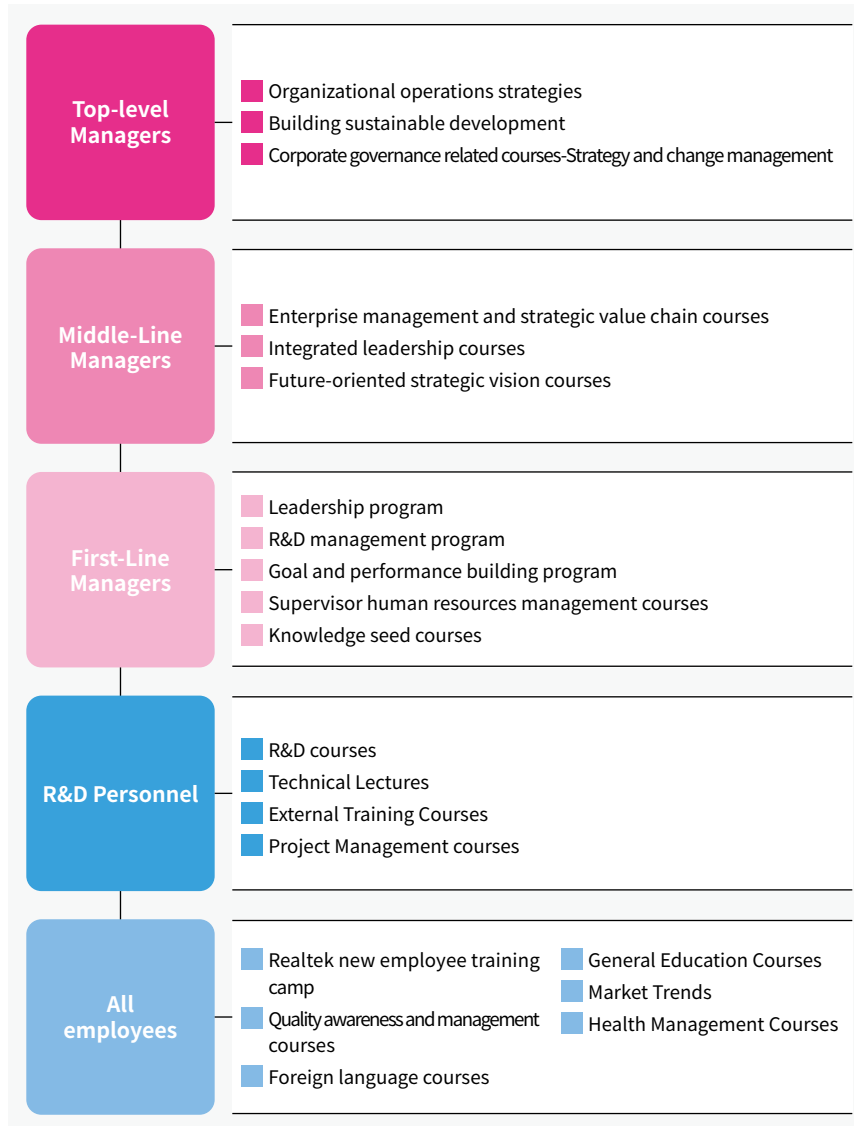 Top-level
Managers
Organizational operations strategies
Building sustainable development
Corporate governance related courses-Strategy and change management
Middle-Line
Managers
Enterprise management and strategic value chain courses
Integrated leadership courses
Future-oriented strategic vision courses
First-Line
Managers
Leadership program
R&D management program
Goal and performance building program
Supervisor human resources management courses
Knowledge seed courses
R&D Personnel
R&D courses
Technical Lectures
External Training Courses
Project Management courses
All
employees
Realtek new employee training
camp
Quality awareness and management
courses
Foreign language courses
General Education Courses
Market Trends
Health Management Courses